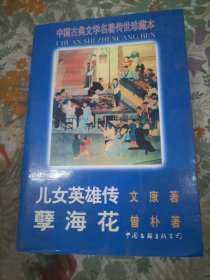 中国古典文学名著传世珍藏本
CHUAN SHI ZHENCANG BEN
儿女英雄传 文康 著
孽海花 曾朴 著
中国文联出版公司